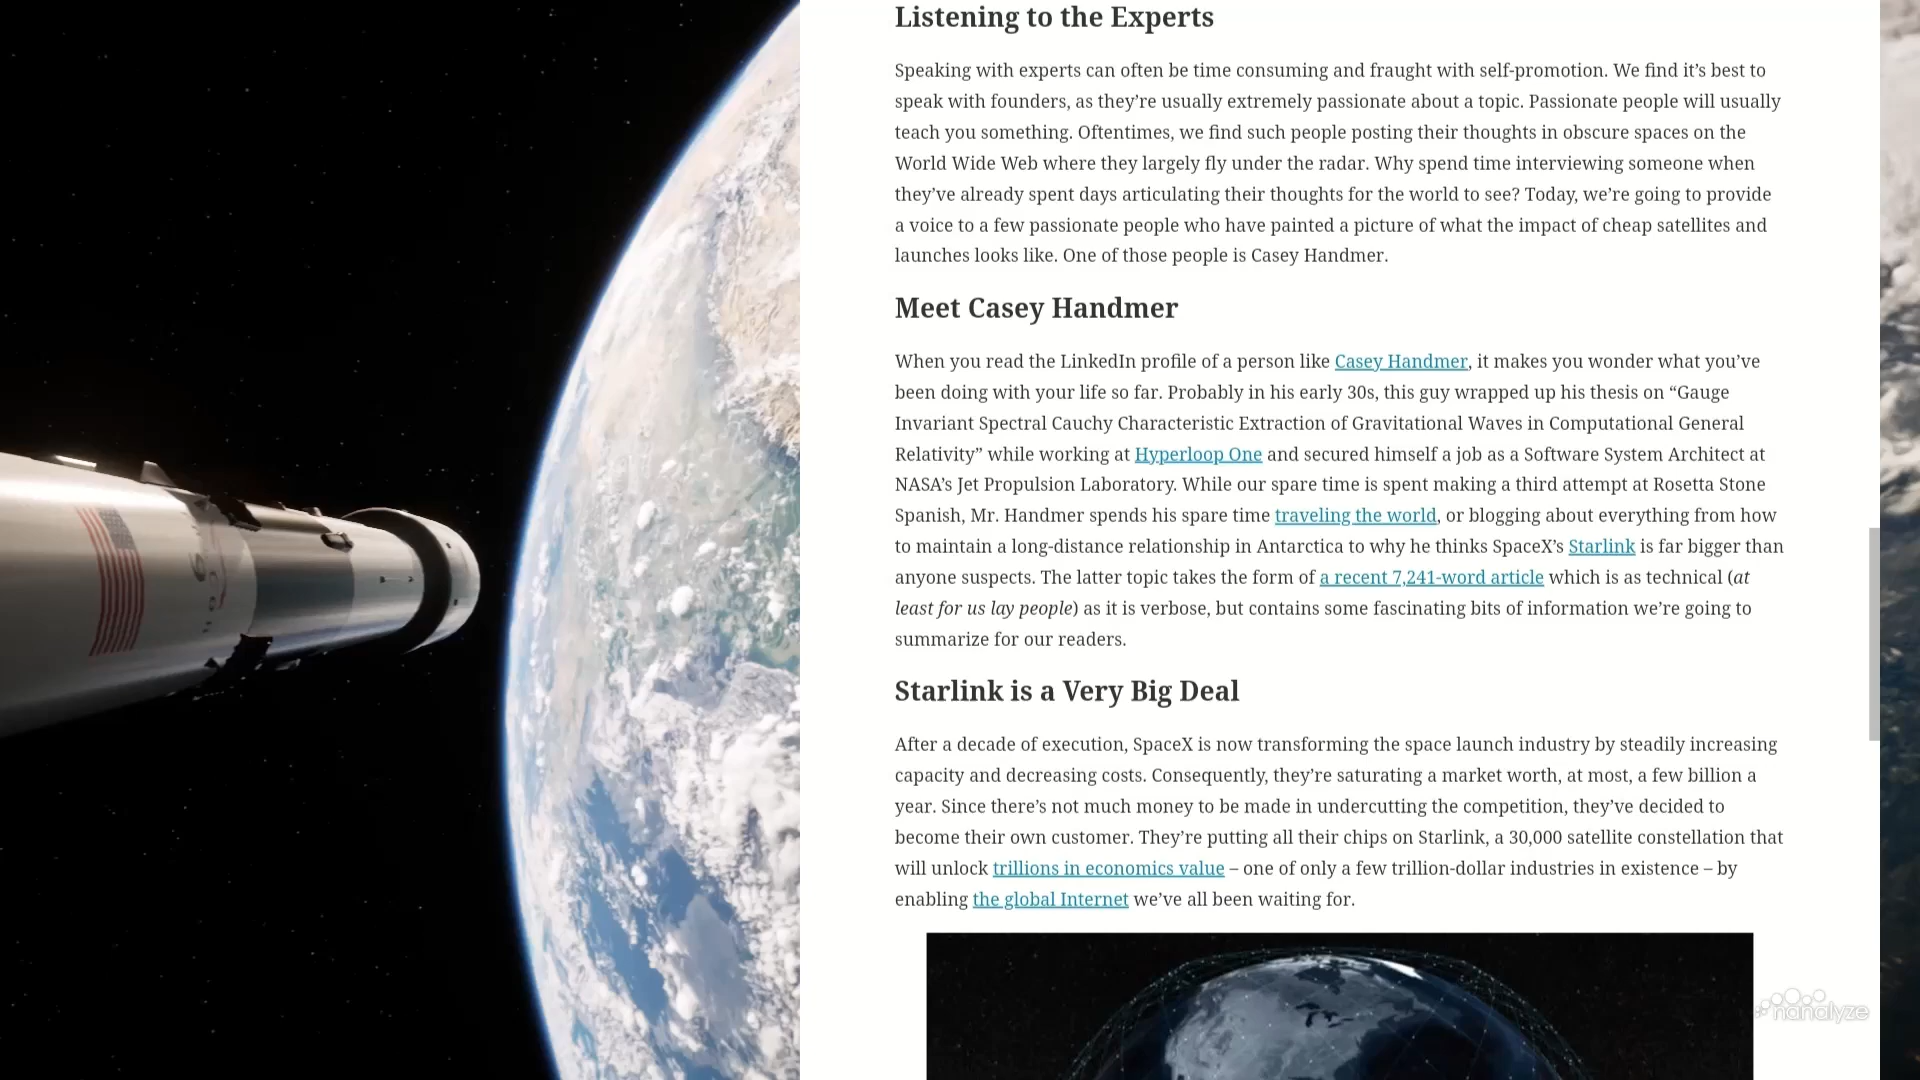 Listening to the Experts
Speaking with experts can often be time consuming and fraught with self-promotion. We find it’s best to
speak with founders, as they’re usually extremely passionate about a topic. Passionate people will usually
teach you something. Oftentimes, we find such people posting their thoughts in obscure spaces on the
World Wide Web where they largely fly under the radar. Why spend time interviewing someone when
they’ve already spent days articulating their thoughts for the world to see? Today, we’re going to provide
a voice to a few passionate people who have painted a picture of what the impact of cheap satellites and
launches looks like. One of those people is Casey Handmer.
Meet Casey Handmer
When you read the LinkedIn profile of a person like Casey Handmer, it makes you wonder what you’ve
been doing with your life so far. Probably in his early 30s, this guy wrapped up his thesis on “Gauge
Invariant Spectral Cauchy Characteristic Extraction of Gravitational Waves in Computational General
Relativity” while working at Hyperloop One and secured himself a job as a Software System Architect at
NASA’s Jet Propulsion Laboratory. While our spare time is spent making a third attempt at Rosetta Stone
Spanish, Mr. Handmer spends his spare time traveling the world, or blogging about everything from how
to maintain a long-distance relationship in Antarctica to why he thinks SpaceX’s Starlink is far bigger than
anyone suspects. The latter topic takes the form of a recent 7,241-word article which is as technical (at
least for us lay people) as it is verbose, but contains some fascinating bits of information we’re going to
summarize for our readers.
Starlink is a Very Big Deal
After a decade of execution, SpaceX is now transforming the space launch industry by steadily increasing
capacity and decreasing costs. Consequently, they’re saturating a market worth, at most, a few billion a
year. Since there’s not much money to be made in undercutting the competition, they’ve decided to
become their own customer. They’re putting all their chips on Starlink, a 30,000 satellite constellation that
will unlock trillions in economics value – one of only a few trillion-dollar industries in existence – by
enabling the global Internet we’ve all been waiting for.
nanalyze